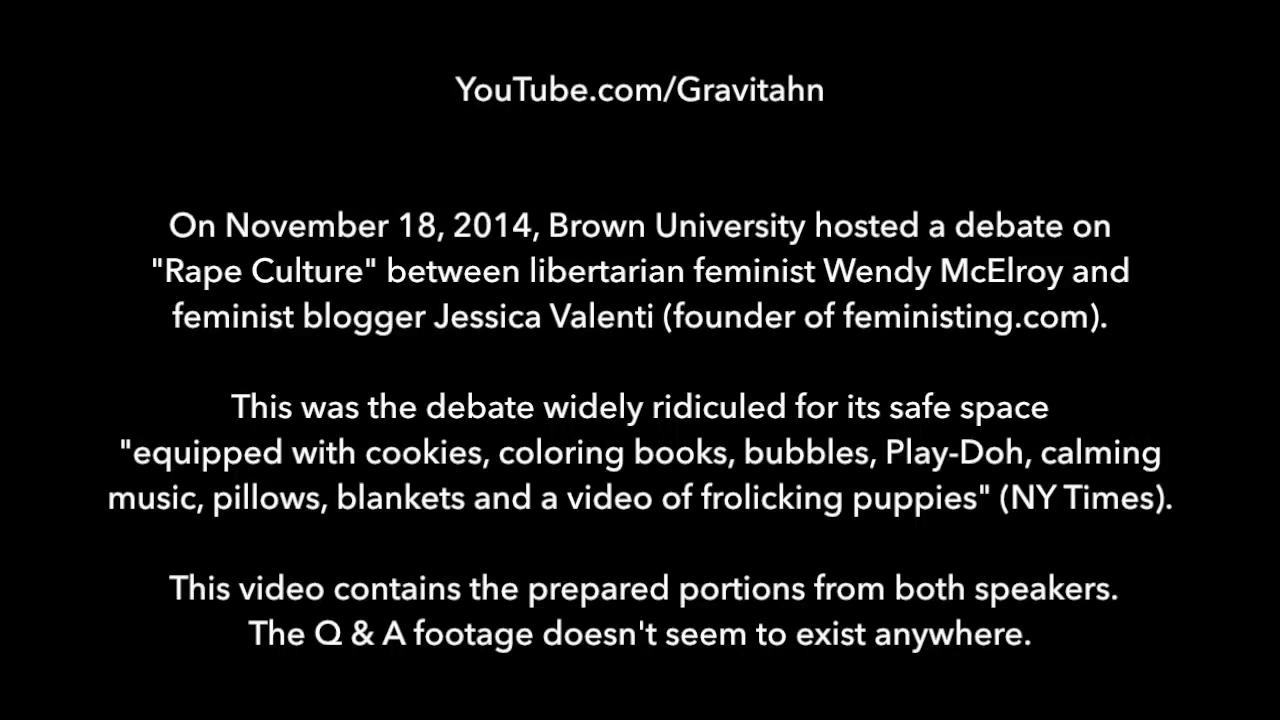 YouTube.com/Gravitahn
On November 18, 2014, Brown University hosted a debate on
"Rape Culture" between libertarian feminist Wendy McElroy and
feminist blogger Jessica Valenti (founder of feministing.com).
This was the debate widely ridiculed for its safe space
"equipped with cookies, coloring books, bubbles, Play-Doh, calming
music, pillows, blankets and a video of frolicking puppies" (NY Times).
This video contains the prepared portions from both speakers.
The Q & A footage doesn't seem to exist anywhere.